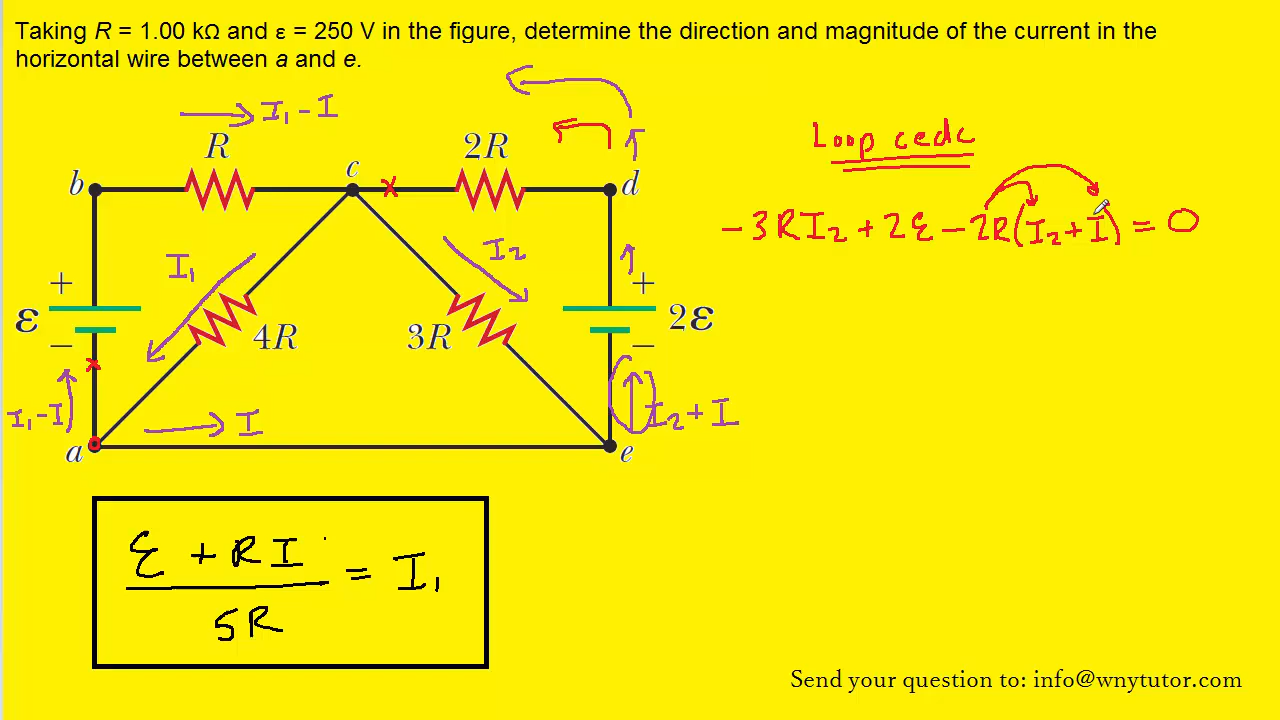 Taking R = 1.00 kΩ and ε = 250 V in the figure, determine the direction and magnitude of the current in the
horizontal wire between a and e.
I₁ - I
Loop cedc
R
c
2R
b
d
- 3RI₂ + 2ε - 2R(I₂ + I) = 0
I₁
I₂
+
+
ε
4R
3R
2ε
−
−
I₁ - I
I
I₂ + I
a
e
ε + RI
= I₁
5R
Send your question to: info@wnytutor.com